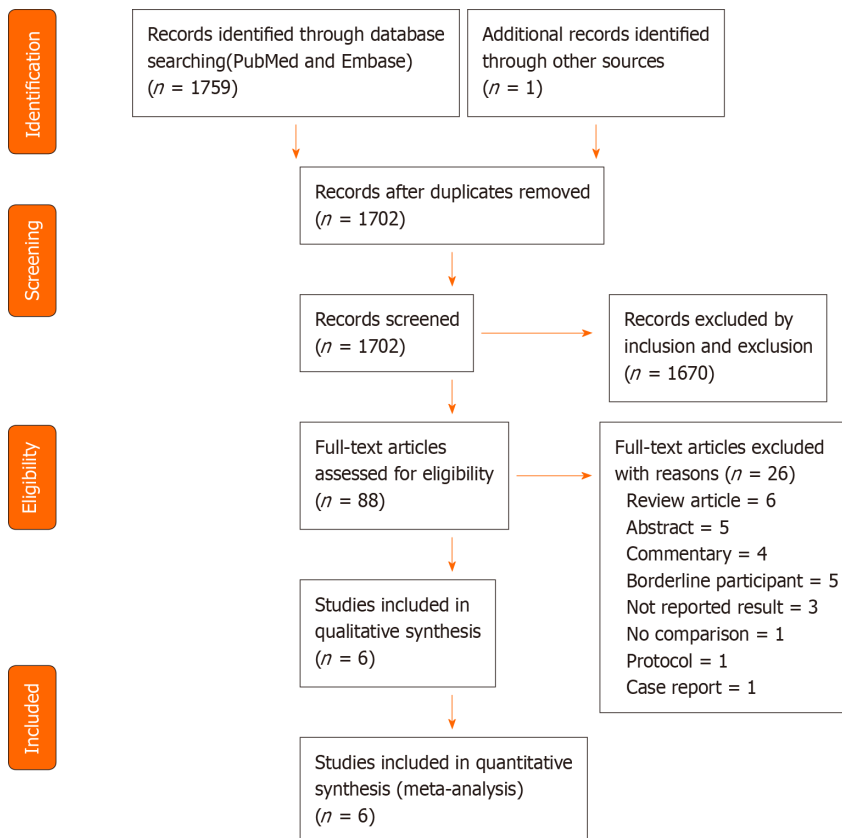 Identification
Records identified through database
searching(PubMed and Embase)
(n = 1759)
Additional records identified
through other sources
(n = 1)
Records after duplicates removed
(n = 1702)
Screening
Records screened
(n = 1702)
Records excluded by
inclusion and exclusion
(n = 1670)
Eligibility
Full-text articles
assessed for eligibility
(n = 88)
Full-text articles excluded
with reasons (n = 26)
Review article = 6
Abstract = 5
Commentary = 4
Borderline participant = 5
Not reported result = 3
No comparison = 1
Protocol = 1
Case report = 1
Studies included in
qualitative synthesis
(n = 6)
Included
Studies included in quantitative
synthesis (meta-analysis)
(n = 6)